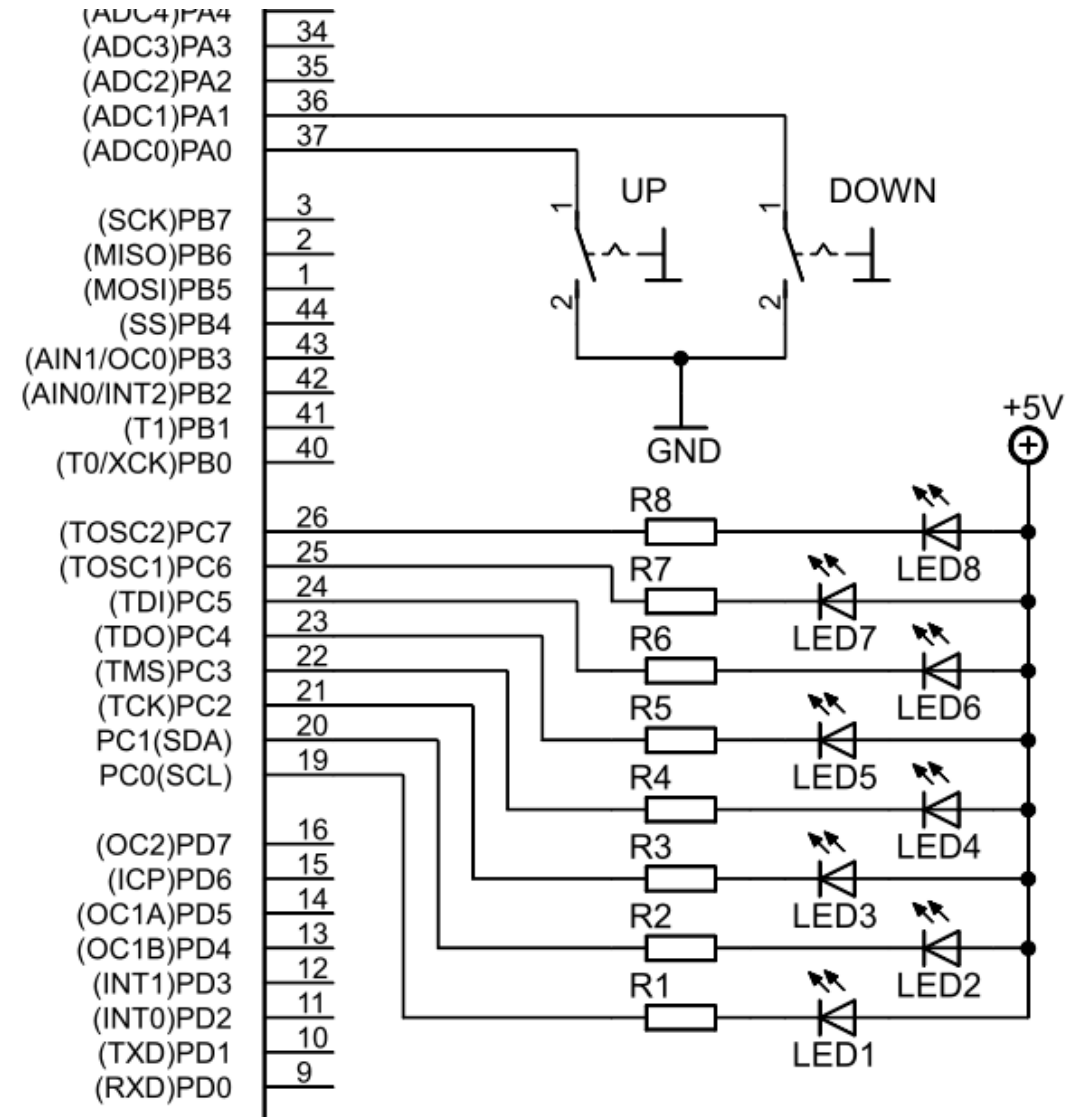 (ADC4)PA4
34
(ADC3)PA3
35
(ADC2)PA2
36
(ADC1)PA1
37
(ADC0)PA0
UP
DOWN
1
1
2
2
3
(SCK)PB7
2
(MISO)PB6
1
(MOSI)PB5
44
(SS)PB4
43
(AIN1/OC0)PB3
42
(AIN0/INT2)PB2
41
(T1)PB1
40
(T0/XCK)PB0
GND
+5V
26
(TOSC2)PC7
25
(TOSC1)PC6
24
(TDI)PC5
23
(TDO)PC4
22
(TMS)PC3
21
(TCK)PC2
20
PC1(SDA)
19
PC0(SCL)
R8
LED8
R7
LED7
R6
LED6
R5
LED5
R4
LED4
R3
LED3
R2
LED2
R1
LED1
16
(OC2)PD7
15
(ICP)PD6
14
(OC1A)PD5
13
(OC1B)PD4
12
(INT1)PD3
11
(INT0)PD2
10
(TXD)PD1
9
(RXD)PD0